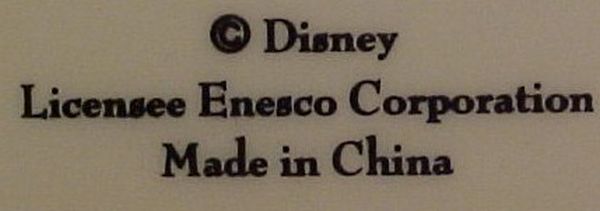 © Disney
Licensee Enesco Corporation
Made in China